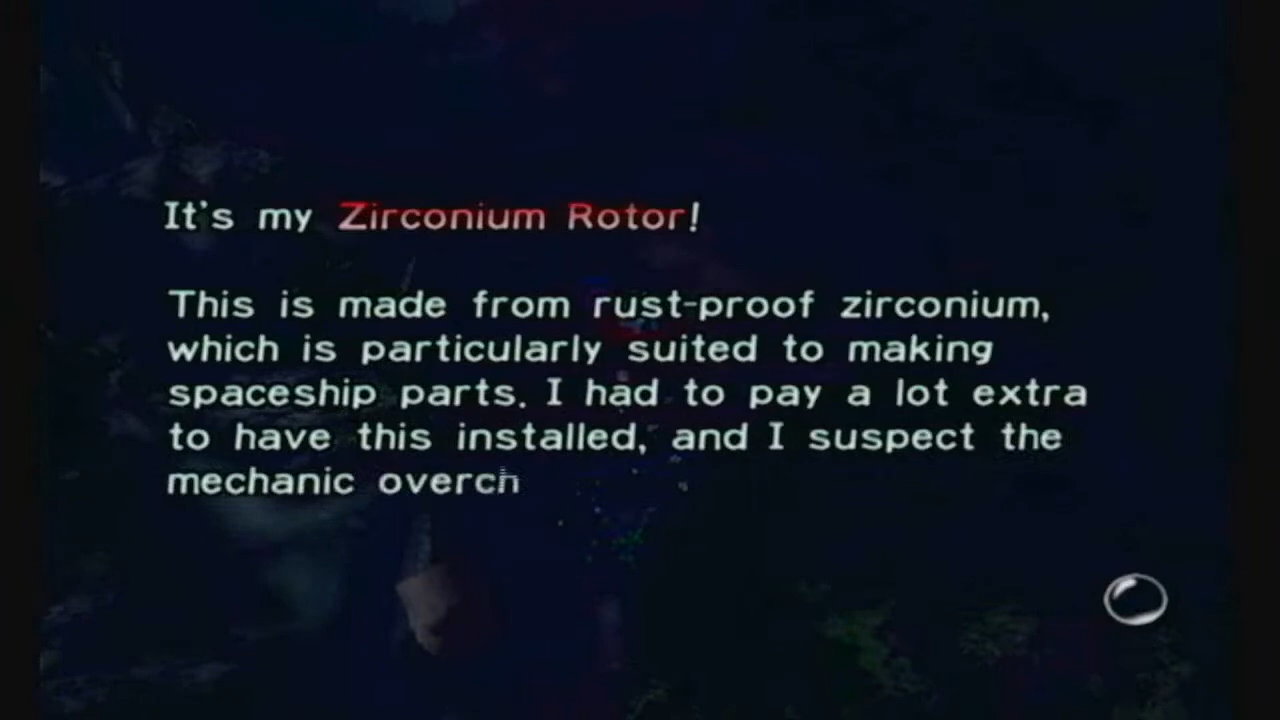 It's my Zirconium Rotor!
This is made from rust-proof zirconium,
which is particularly suited to making
spaceship parts. I had to pay a lot extra
to have this installed, and I suspect the
mechanic overch